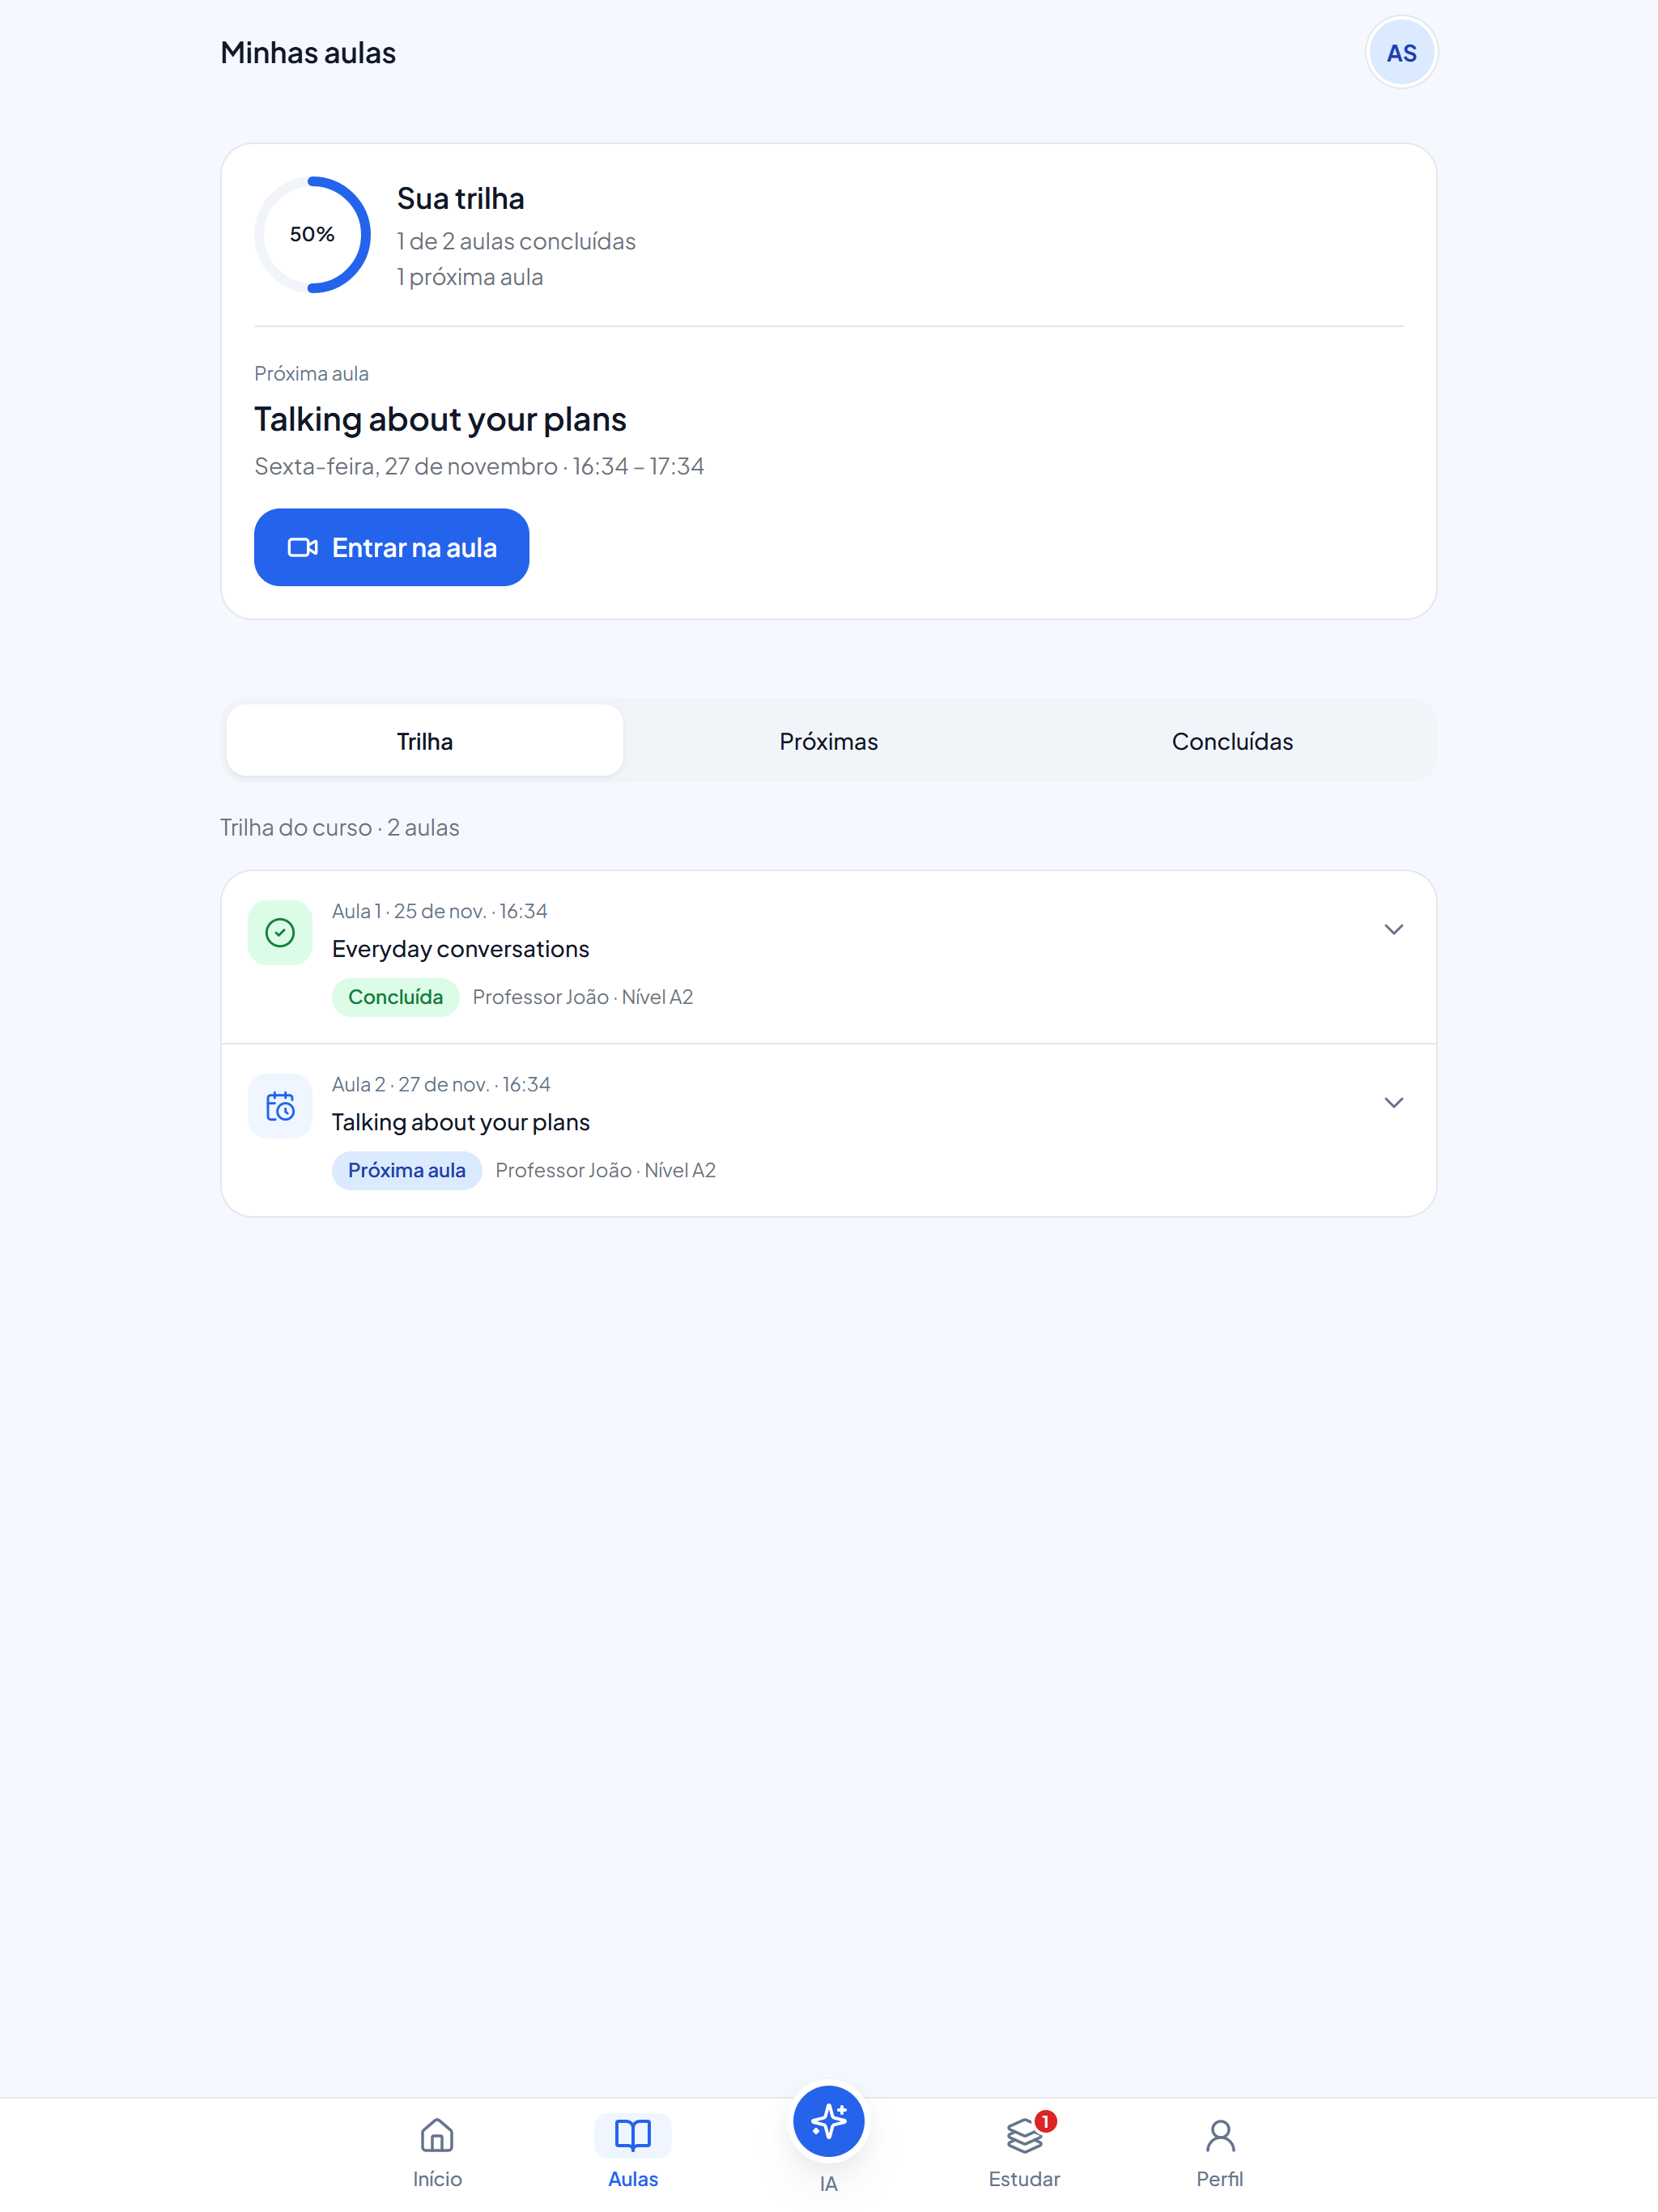 Minhas aulas
AS
50%
Sua trilha
1 de 2 aulas concluídas
1 próxima aula
Próxima aula
Talking about your plans
Sexta-feira, 27 de novembro · 16:34 – 17:34
Entrar na aula
Trilha
Próximas
Concluídas
Trilha do curso · 2 aulas
Aula 1 · 25 de nov. · 16:34
Everyday conversations
Concluída
Professor João · Nível A2
Aula 2 · 27 de nov. · 16:34
Talking about your plans
Próxima aula
Professor João · Nível A2
Início
Aulas
IA
1
Estudar
Perfil